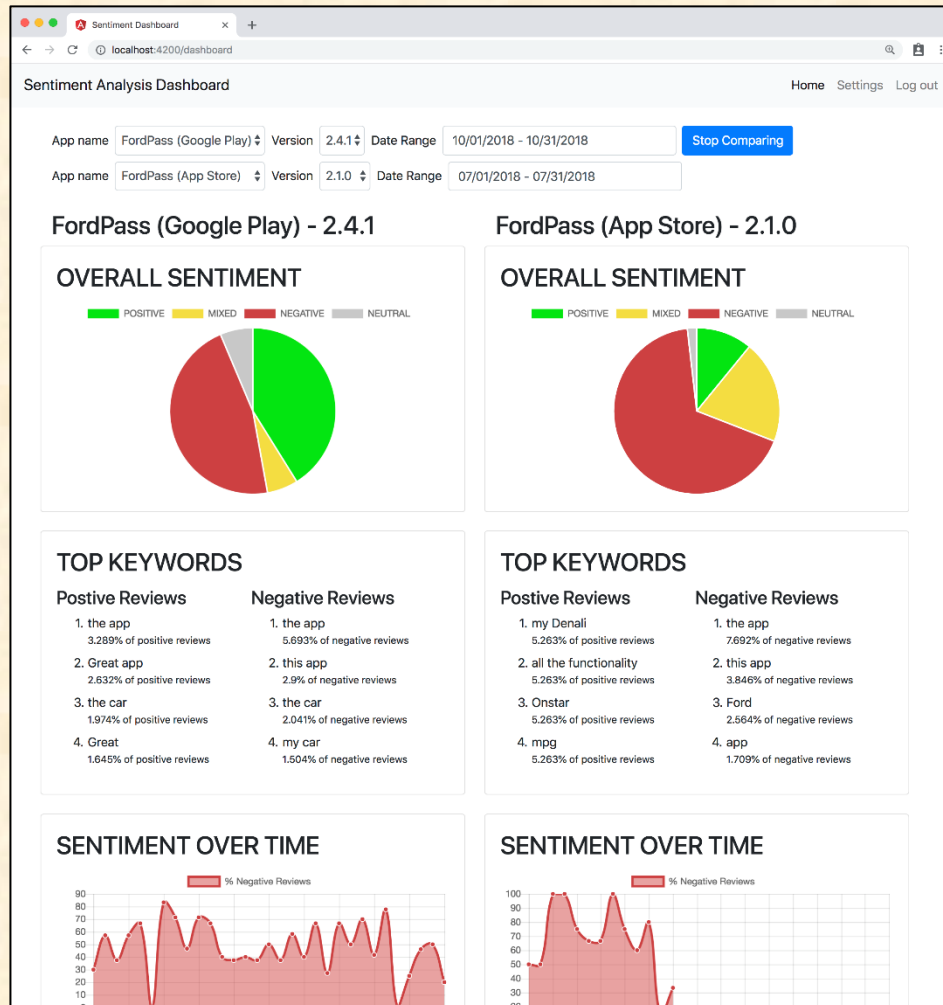 Sentiment Dashboard
localhost:4200/dashboard
Sentiment Analysis Dashboard
Home Settings Log out
App name FordPass (Google Play) Version 2.4.1 Date Range 10/01/2018 - 10/31/2018 Stop Comparing
App name FordPass (App Store) Version 2.1.0 Date Range 07/01/2018 - 07/31/2018
FordPass (Google Play) - 2.4.1
OVERALL SENTIMENT
POSITIVE MIXED NEGATIVE NEUTRAL
TOP KEYWORDS
Postive Reviews
1. the app
3.289% of positive reviews
2. Great app
2.632% of positive reviews
3. the car
1.974% of positive reviews
4. Great
1.645% of positive reviews
Negative Reviews
1. the app
5.693% of negative reviews
2. this app
2.9% of negative reviews
3. the car
2.041% of negative reviews
4. my car
1.504% of negative reviews
SENTIMENT OVER TIME
% Negative Reviews
90
80
70
60
50
40
30
20
10
FordPass (App Store) - 2.1.0
OVERALL SENTIMENT
POSITIVE MIXED NEGATIVE NEUTRAL
TOP KEYWORDS
Postive Reviews
1. my Denali
5.263% of positive reviews
2. all the functionality
5.263% of positive reviews
3. Onstar
5.263% of positive reviews
4. mpg
5.263% of positive reviews
Negative Reviews
1. the app
7.692% of negative reviews
2. this app
3.846% of negative reviews
3. Ford
2.564% of negative reviews
4. app
1.709% of negative reviews
SENTIMENT OVER TIME
% Negative Reviews
100
90
80
70
60
50
40
30